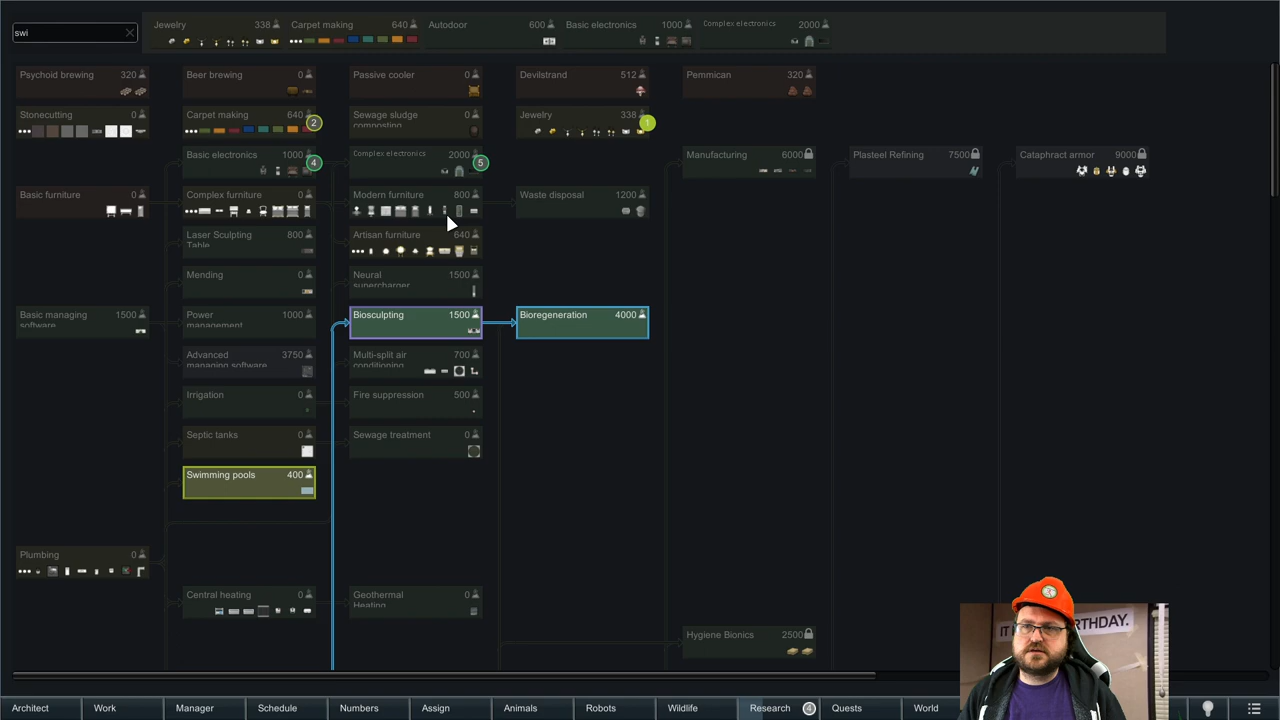 swi
Jewelry 338
Carpet making 640
Autodoor 600
Basic electronics 1000
Complex electronics 2000
Psychoid brewing 320
Beer brewing 0
Passive cooler 0
Devilstrand 512
Pemmican 320
Stonecutting 0
Carpet making 640
2
Sewage sludge 0
composting
Jewelry 338
1
Basic electronics 1000
4
Complex electronics 2000
5
Manufacturing 6000
Plasteel Refining 7500
Cataphract armor 9000
Basic furniture 0
Complex furniture 0
Modern furniture 800
Waste disposal 1200
Laser Sculpting 800
Table
Artisan furniture 640
Mending 0
Neural 1500
supercharger
Basic managing 1500
software
Power 1000
management
Biosculpting 1500
Bioregeneration 4000
Advanced 3750
managing software
Multi-split air 700
conditioning
Irrigation 0
Fire suppression 500
Septic tanks 0
Sewage treatment 0
Swimming pools 400
Plumbing 0
Central heating 0
Geothermal 0
Heating
Hygiene Bionics 2500
IT
RTHDAY.
Architect
Work
Manager
Schedule
Numbers
Assign
Animals
Robots
Wildlife
Research 4
Quests
World